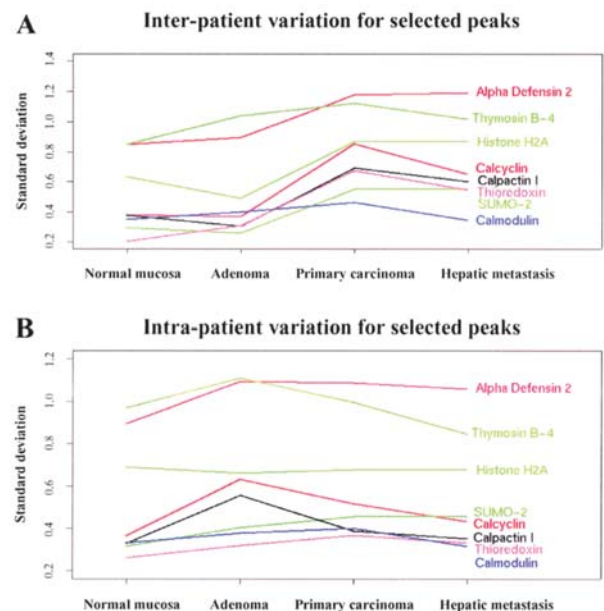 A
Inter-patient variation for selected peaks
Standard deviation
1.4
1.2
1.0
0.8
0.6
0.4
0.2
Alpha Defensin 2
Thymosin B-4
Histone H2A
Calcyclin
Calpactin I
Thioredoxin
SUMO-2
Calmodulin
Normal mucosa Adenoma Primary carcinoma Hepatic metastasis
B
Intra-patient variation for selected peaks
Standard deviation
1.2
1.0
0.8
0.6
0.4
0.2
Alpha Defensin 2
Thymosin B-4
Histone H2A
SUMO-2
Calcyclin
Calpactin I
Thioredoxin
Calmodulin
Normal mucosa Adenoma Primary carcinoma Hepatic metastasis